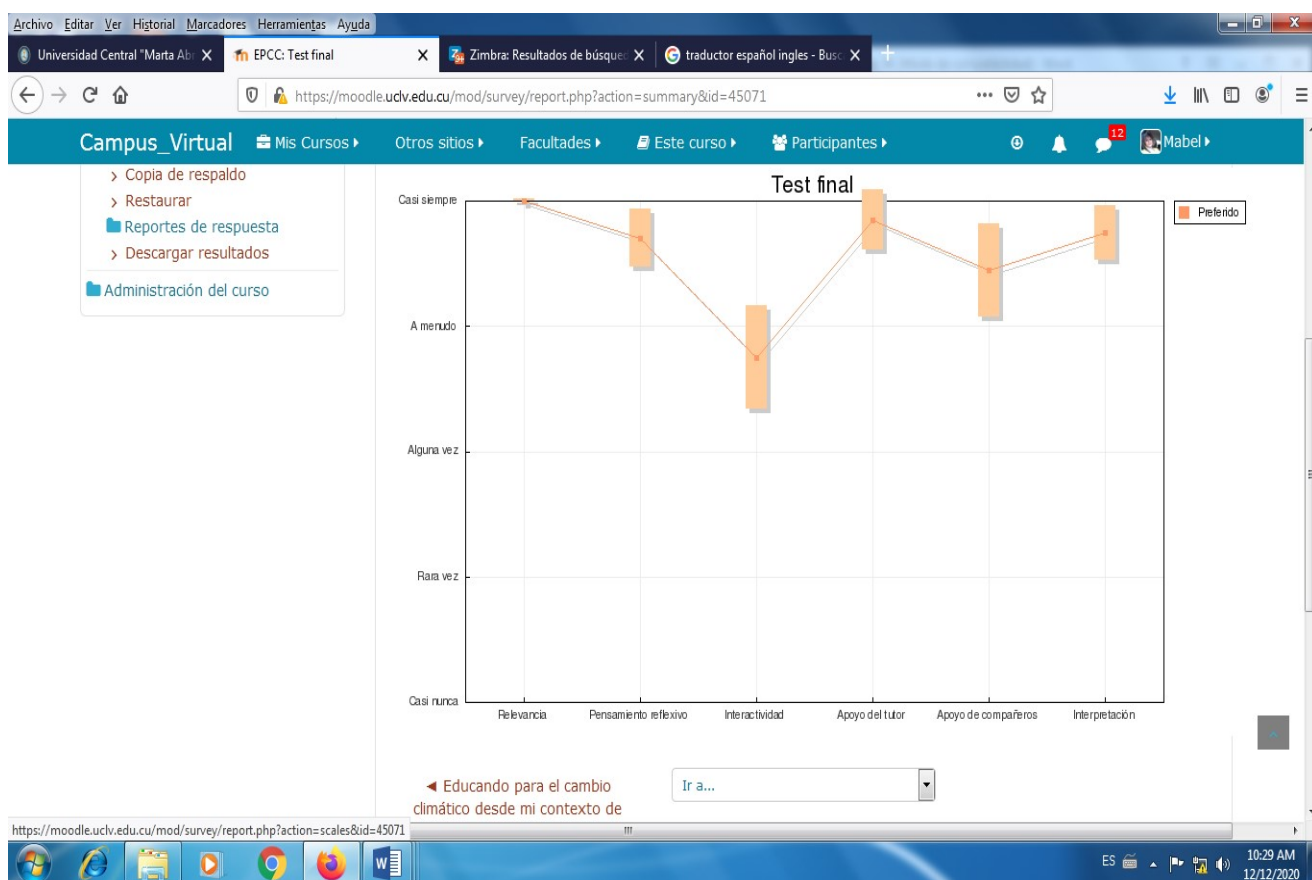 Archivo Editar Ver Historial Marcadores Herramientas Ayuda
Universidad Central "Marta Abr
EPCC: Test final
Zimbra: Resultados de búsqued
traductor español ingles - Busc
https://moodle.uclv.edu.cu/mod/survey/report.php?action=summary&id=45071
Campus_Virtual
Mis Cursos
Otros sitios
Facultades
Este curso
Participantes
12
Mabel
Copia de respaldo
Restaurar
Reportes de respuesta
Descargar resultados
Administración del curso
Test final
Preferido
Casi siempre
A menudo
Alguna vez
Rara vez
Casi nunca
Relevancia
Pensamiento reflexivo
Interactividad
Apoyo del tutor
Apoyo de compañeros
Interpretación
◄ Educando para el cambio
climático desde mi contexto de
Ir a...
https://moodle.uclv.edu.cu/mod/survey/report.php?action=scales&id=45071
ES
10:29 AM
12/12/2020